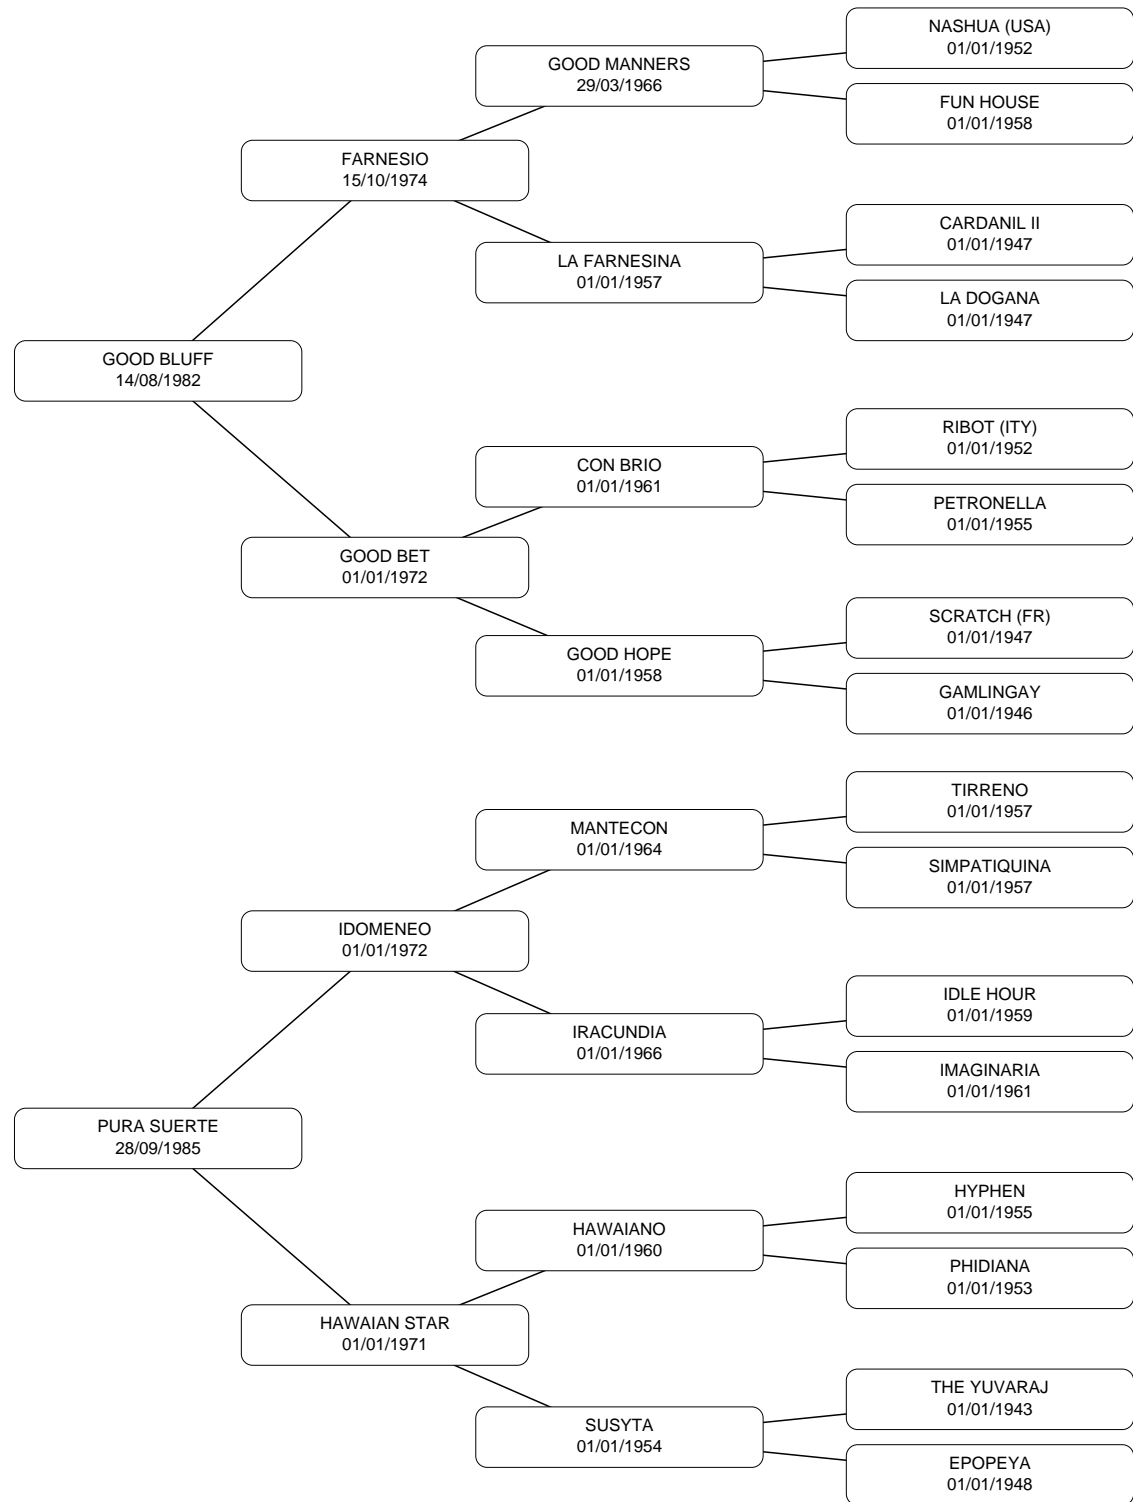 NASHUA (USA)
01/01/1952
GOOD MANNERS
29/03/1966
FUN HOUSE
01/01/1958
FARNESIO
15/10/1974
CARDANIL II
01/01/1947
LA FARNESINA
01/01/1957
LA DOGANA
01/01/1947
GOOD BLUFF
14/08/1982
RIBOT (ITY)
01/01/1952
CON BRIO
01/01/1961
PETRONELLA
01/01/1955
GOOD BET
01/01/1972
SCRATCH (FR)
01/01/1947
GOOD HOPE
01/01/1958
GAMLINGAY
01/01/1946
TIRRENO
01/01/1957
MANTECON
01/01/1964
SIMPATIQUINA
01/01/1957
IDOMENEO
01/01/1972
IDLE HOUR
01/01/1959
IRACUNDIA
01/01/1966
IMAGINARIA
01/01/1961
PURA SUERTE
28/09/1985
HYPHEN
01/01/1955
HAWAIANO
01/01/1960
PHIDIANA
01/01/1953
HAWAIAN STAR
01/01/1971
THE YUVARAJ
01/01/1943
SUSYTA
01/01/1954
EPOPEYA
01/01/1948